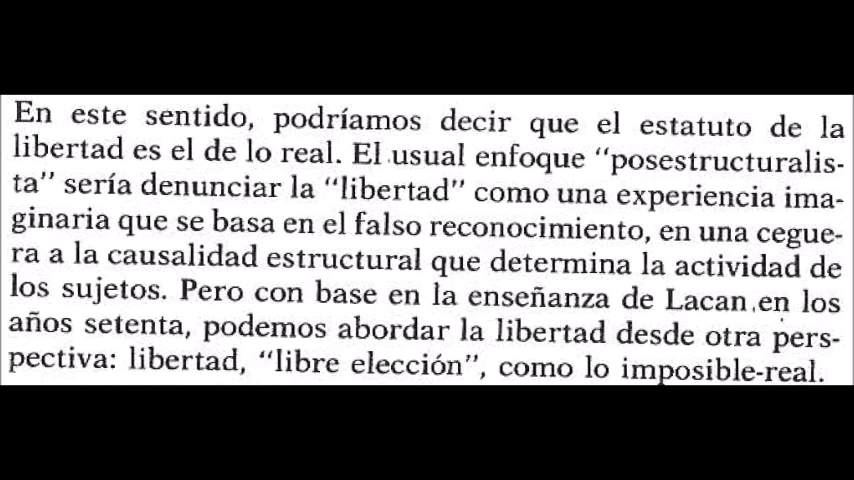 En este sentido, podríamos decir que el estatuto de la
libertad es el de lo real. El usual enfoque “posestructuralis-
ta” sería denunciar la “libertad” como una experiencia ima-
ginaria que se basa en el falso reconocimiento, en una cegue-
ra a la causalidad estructural que determina la actividad de
los sujetos. Pero con base en la enseñanza de Lacan en los
años setenta, podemos abordar la libertad desde otra pers-
pectiva: libertad, “libre elección”, como lo imposible-real.